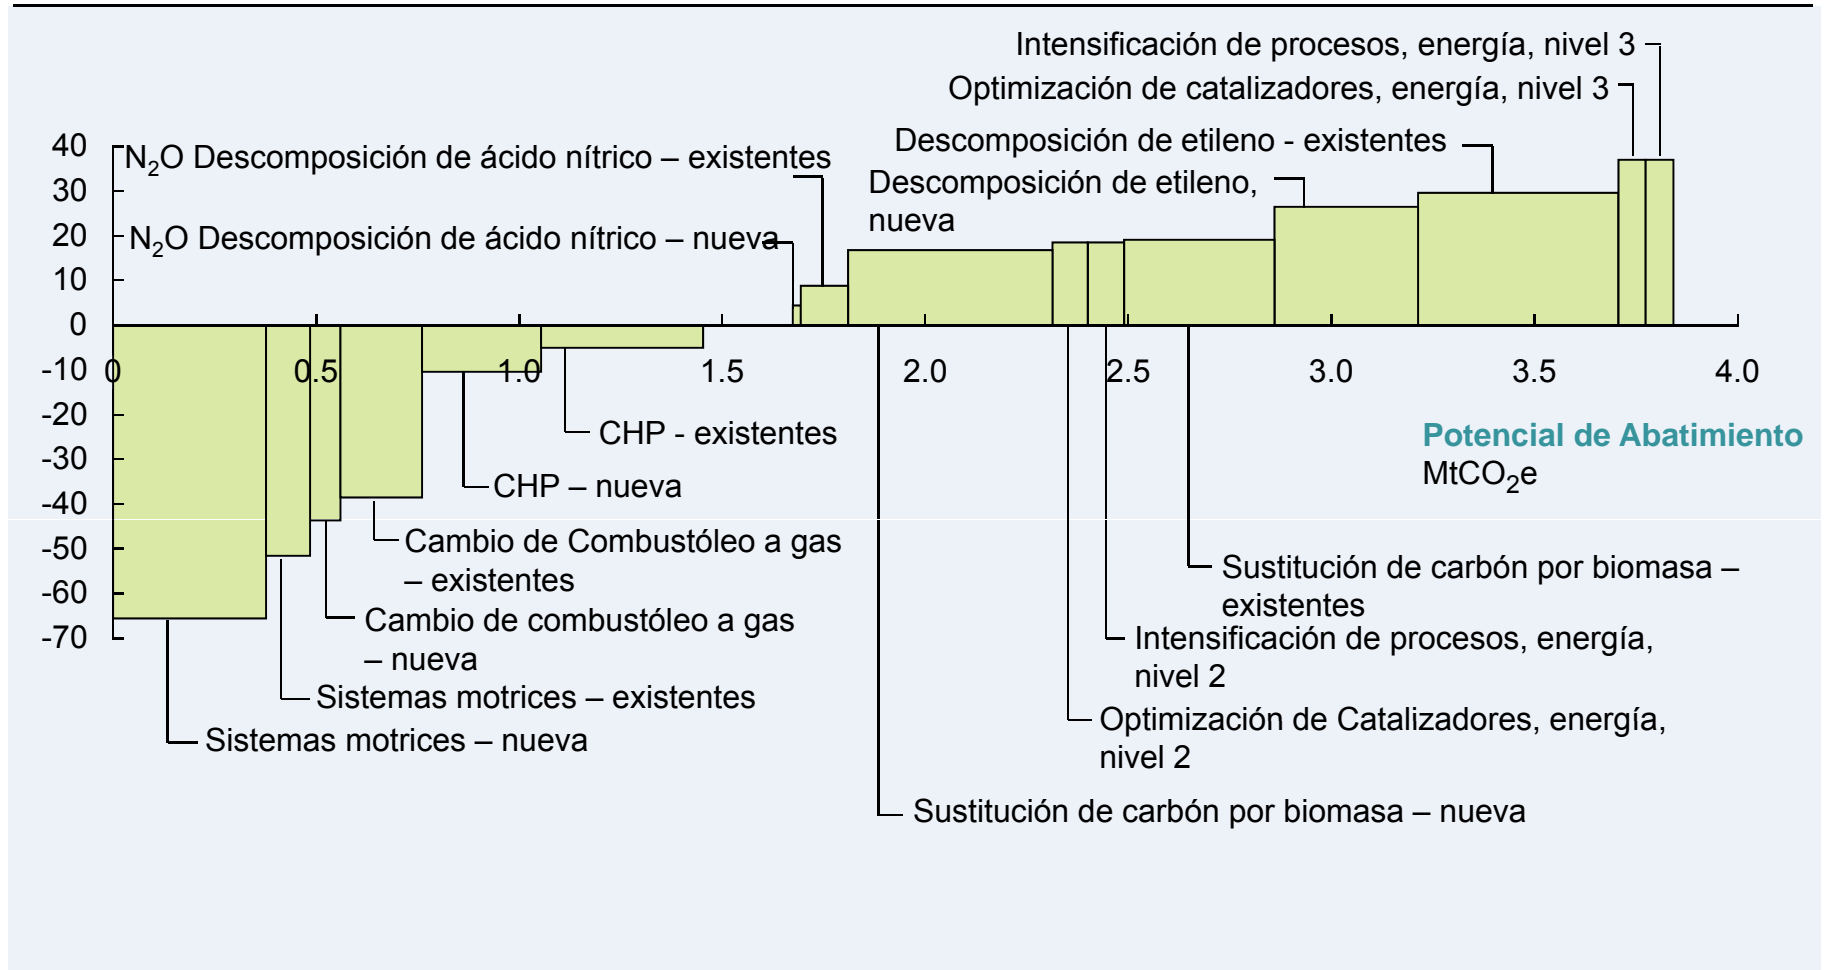 Intensificación de procesos, energía, nivel 3
Optimización de catalizadores, energía, nivel 3
Descomposición de etileno - existentes
Descomposición de etileno,
nueva
N₂O Descomposición de ácido nítrico – existentes
N₂O Descomposición de ácido nítrico – nueva
40
30
20
10
0
-10
-20
-30
-40
-50
-60
-70
0
0.5
1.0
1.5
2.0
2.5
3.0
3.5
4.0
Potencial de Abatimiento
MtCO₂e
CHP - existentes
CHP – nueva
Cambio de Combustóleo a gas
– existentes
Cambio de combustóleo a gas
– nueva
Sistemas motrices – existentes
Sistemas motrices – nueva
Sustitución de carbón por biomasa –
existentes
Intensificación de procesos, energía,
nivel 2
Optimización de Catalizadores, energía,
nivel 2
Sustitución de carbón por biomasa – nueva